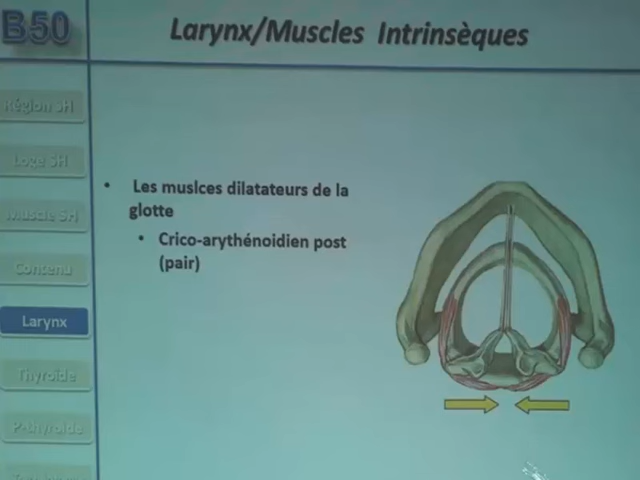 B50
Larynx/Muscles Intrinsèques
Région SH
Loge SH
Muscle SH
Contenu
Larynx
Thyroïde
P-thyroïde
• Les muslces dilatateurs de la
glotte
• Crico-arythénoidien post
(pair)